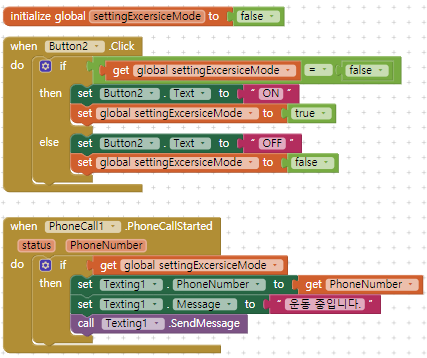 initialize global settingExcersiceMode to false
when Button2 .Click
do if get global settingExcersiceMode = false
then set Button2 . Text to " ON "
set global settingExcersiceMode to true
else set Button2 . Text to " OFF "
set global settingExcersiceMode to false
when PhoneCall1 .PhoneCallStarted
status PhoneNumber
do if get global settingExcersiceMode
then set Texting1 . PhoneNumber to get PhoneNumber
set Texting1 . Message to " 운동 중입니다. "
call Texting1 .SendMessage